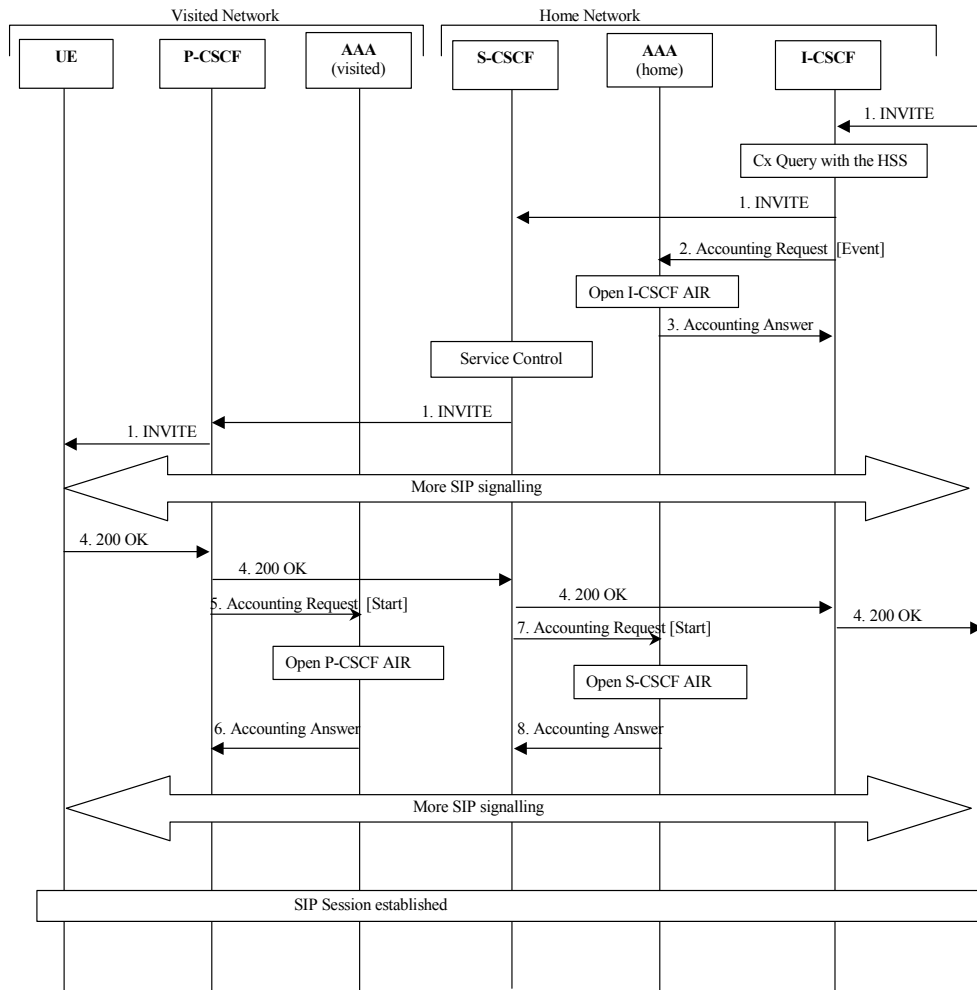 Visited Network
Home Network
UE
P-CSCF
AAA
(visited)
S-CSCF
AAA
(home)
I-CSCF
1. INVITE
Cx Query with the HSS
1. INVITE
2. Accounting Request [Event]
Open I-CSCF AIR
3. Accounting Answer
Service Control
1. INVITE
1. INVITE
More SIP signalling
4. 200 OK
4. 200 OK
5. Accounting Request [Start]
4. 200 OK
4. 200 OK
7. Accounting Request [Start]
Open P-CSCF AIR
Open S-CSCF AIR
6. Accounting Answer
8. Accounting Answer
More SIP signalling
SIP Session established